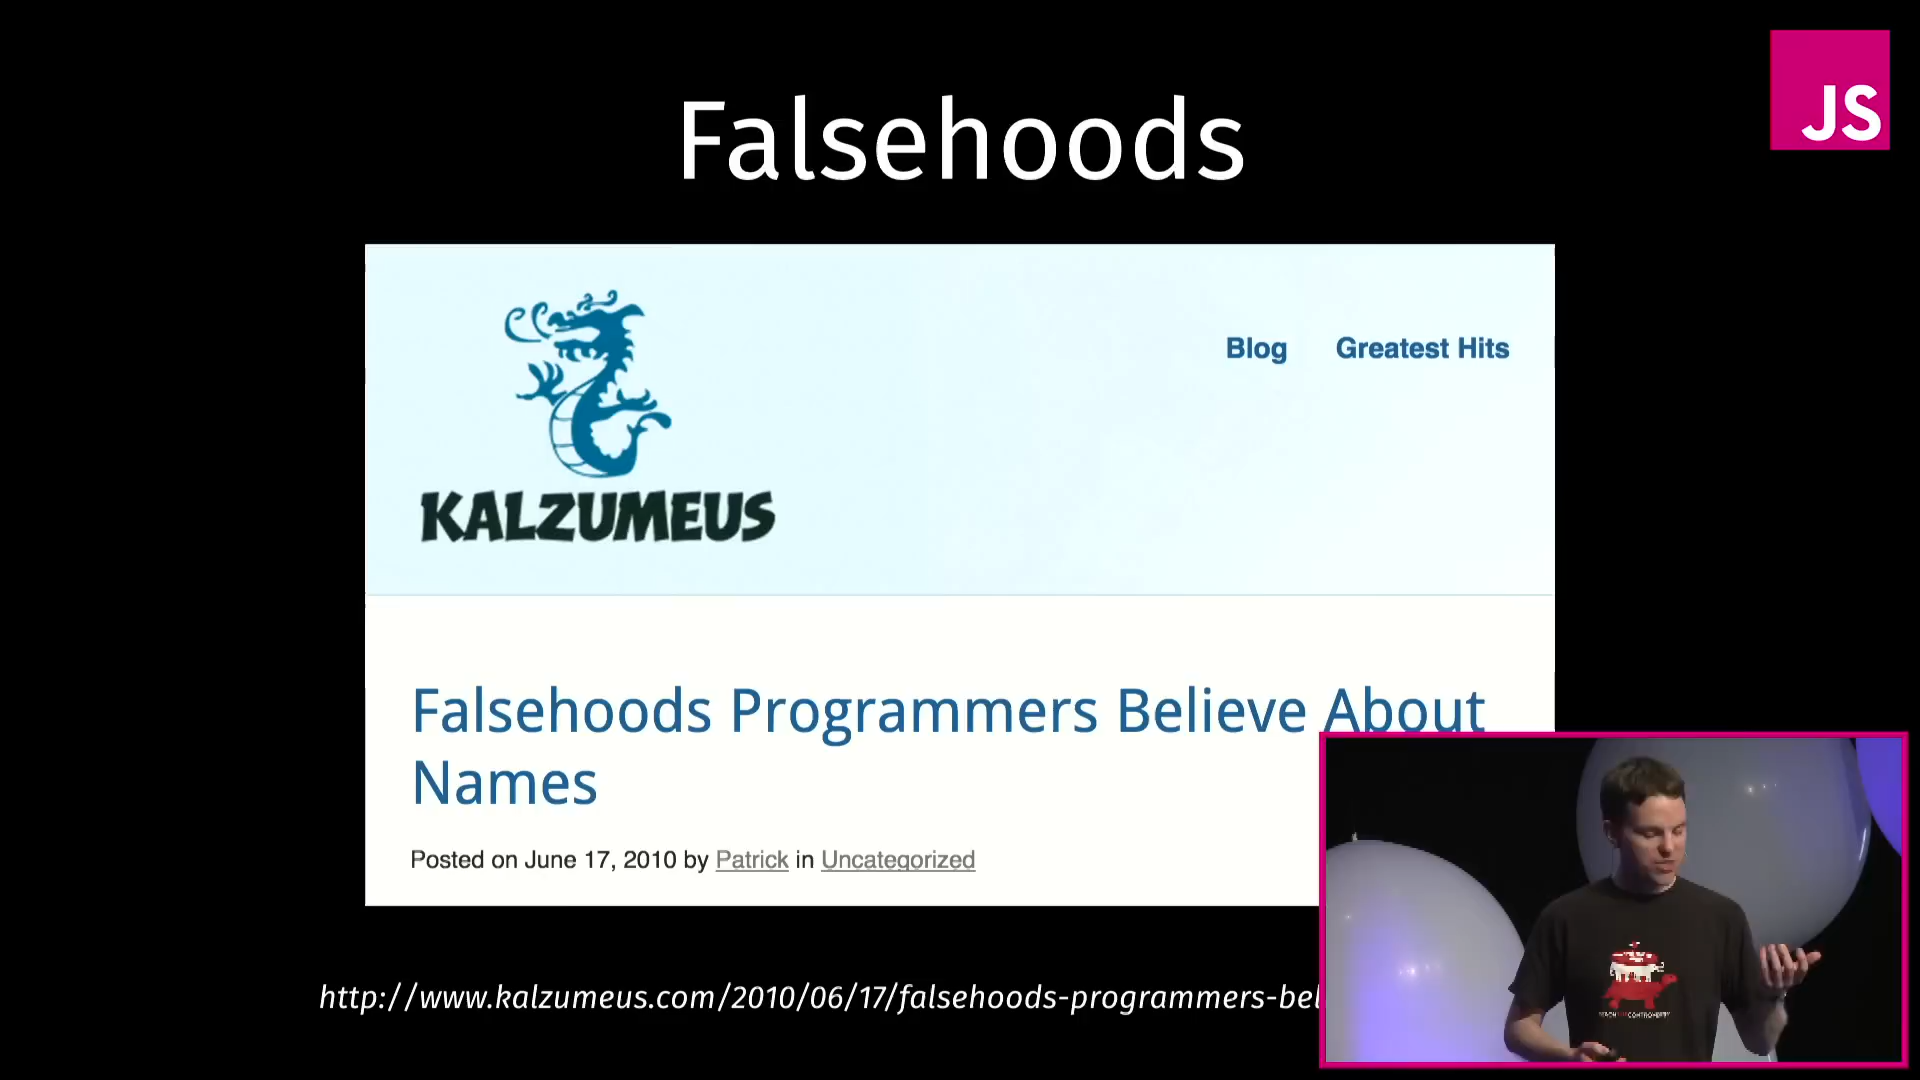 Falsehoods
JS
Blog Greatest Hits
KALZUMEUS
Falsehoods Programmers Believe About
Names
Posted on June 17, 2010 by Patrick in Uncategorized
http://www.kalzumeus.com/2010/06/17/falsehoods-programmers-bel
CONTROVERSY